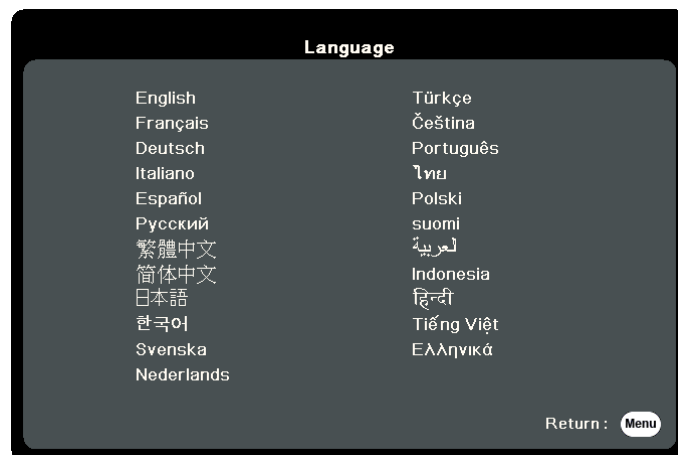 Language
English
Français
Deutsch
Italiano
Español
Русский
繁體中文
简体中文
日本語
한국어
Svenska
Nederlands
Türkçe
Čeština
Português
ไทย
Polski
suomi
لعربية
Indonesia
हिन्दी
Tiếng Việt
Ελληνικά
Return: Menu